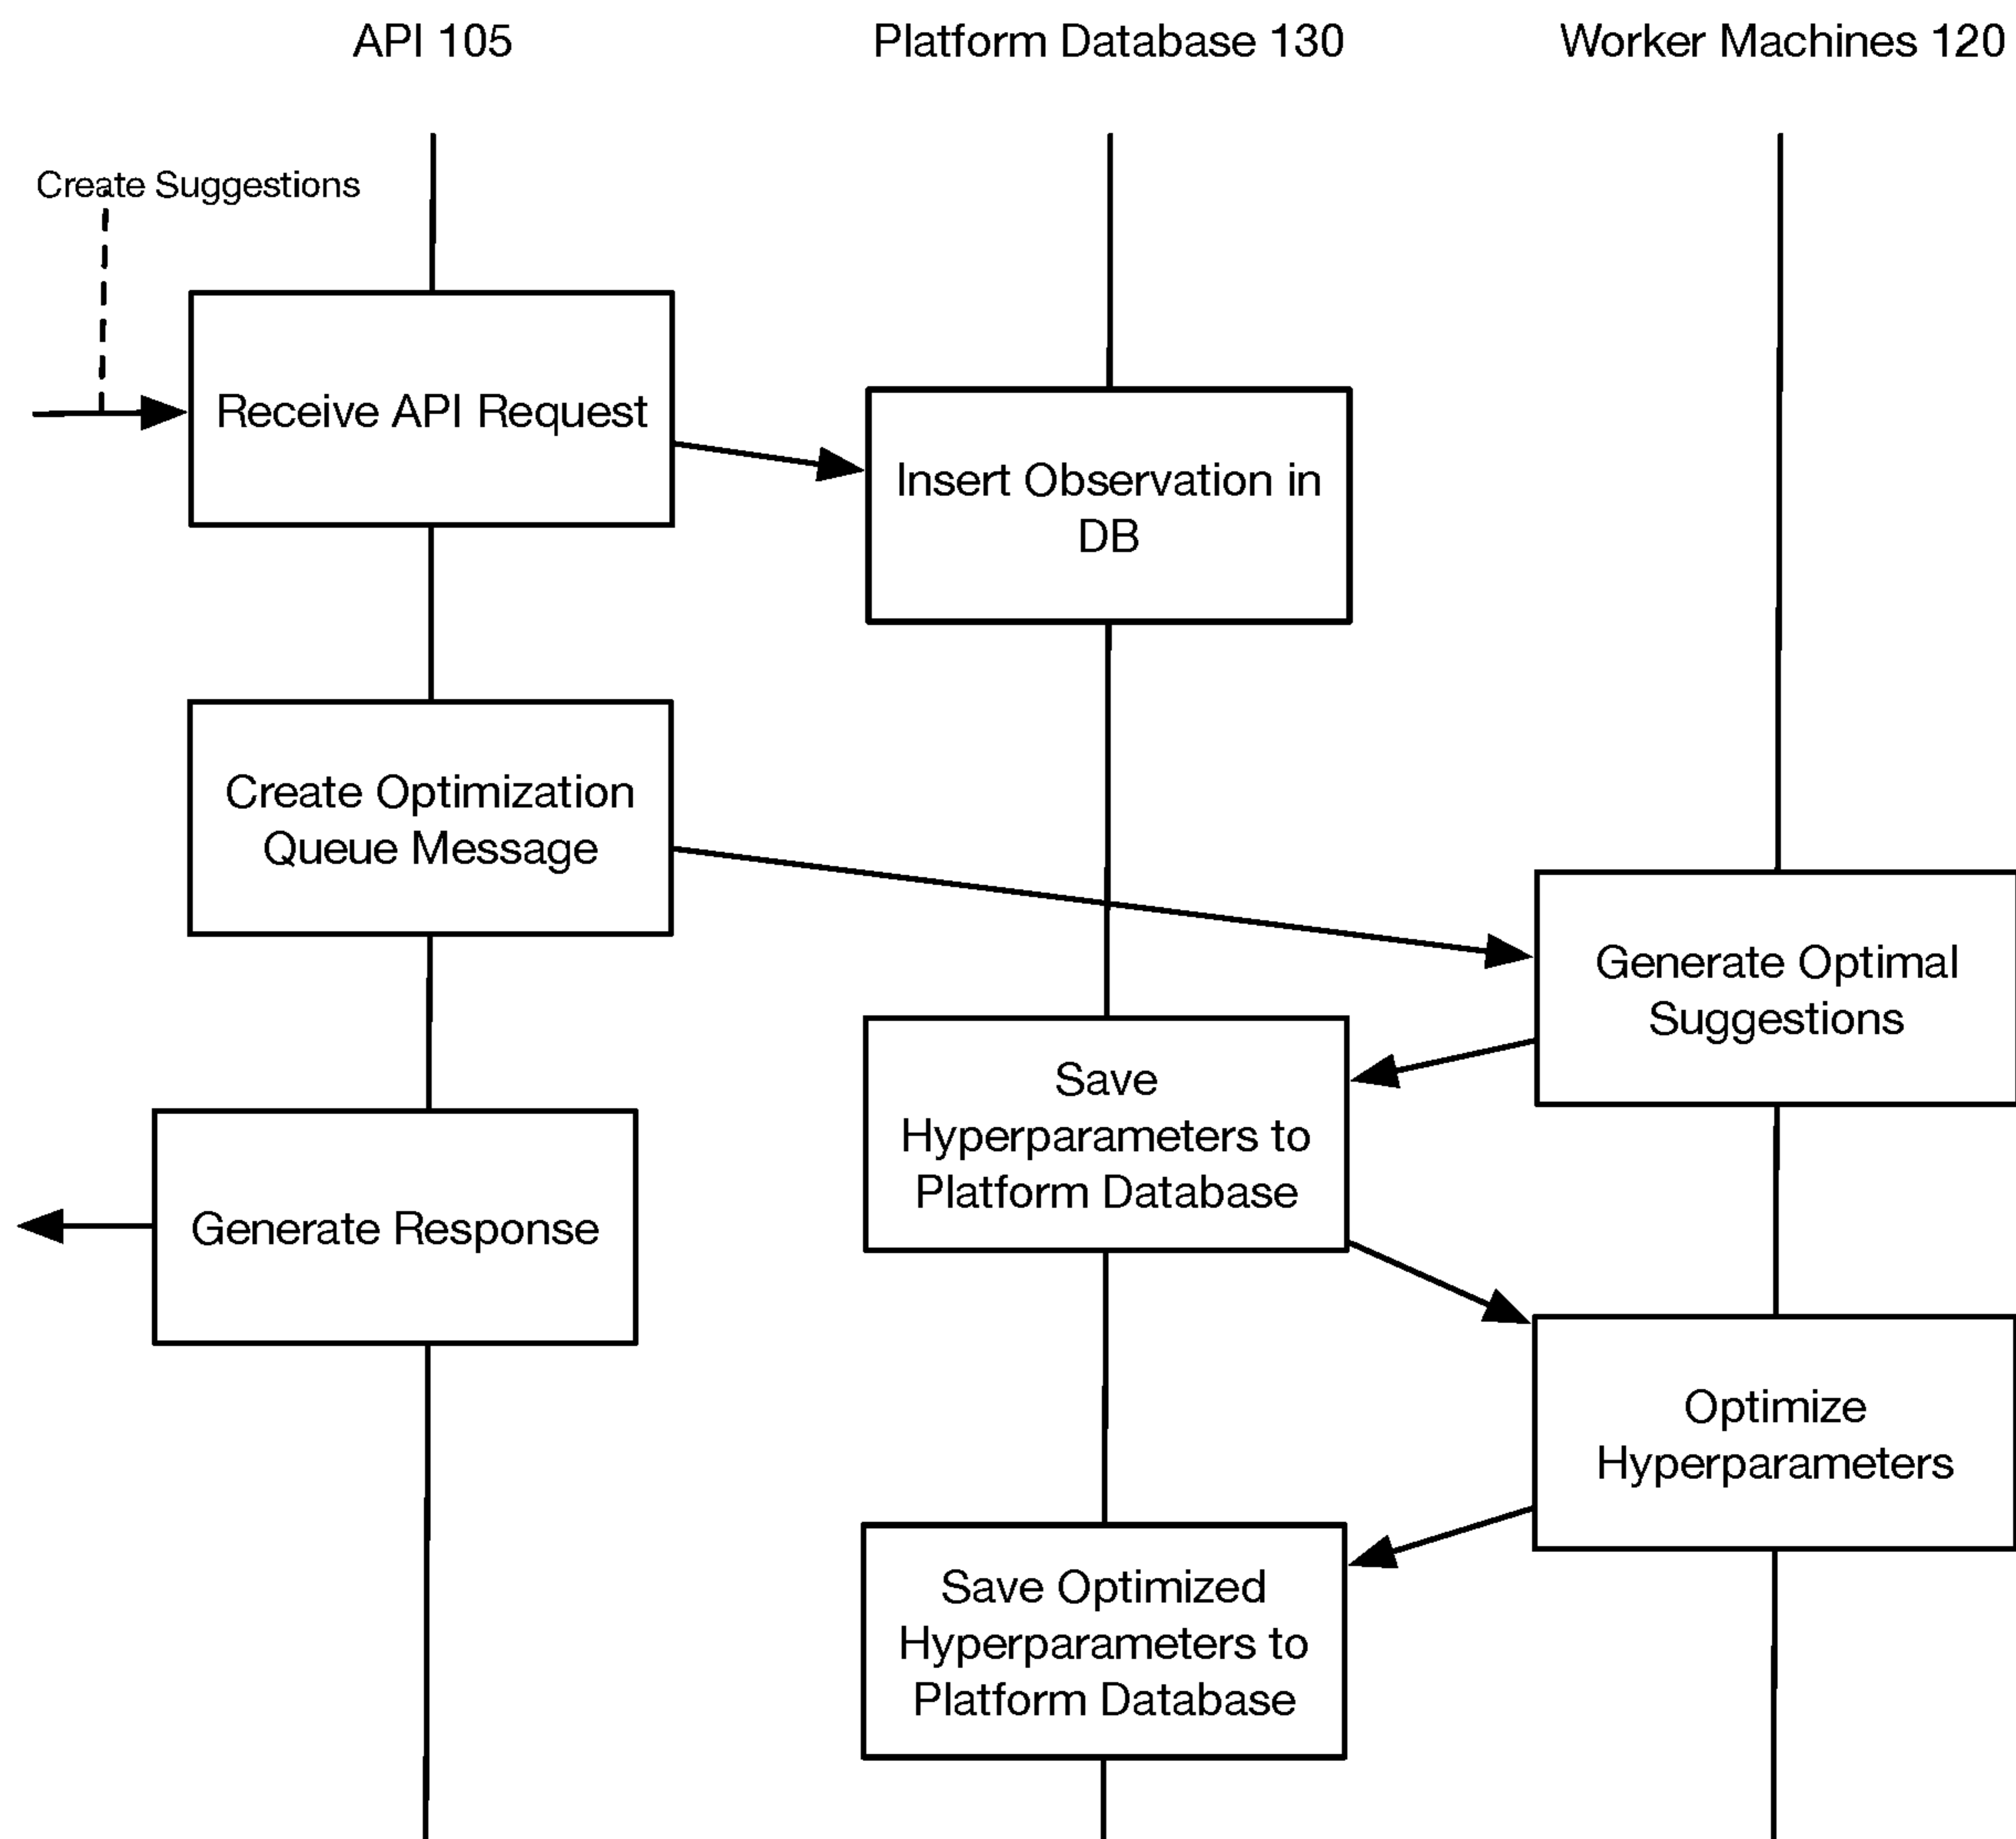 API 105
Platform Database 130
Worker Machines 120
Create Suggestions
Receive API Request
Insert Observation in
DB
Create Optimization
Queue Message
Generate Optimal
Suggestions
Save
Hyperparameters to
Platform Database
Generate Response
Optimize
Hyperparameters
Save Optimized
Hyperparameters to
Platform Database